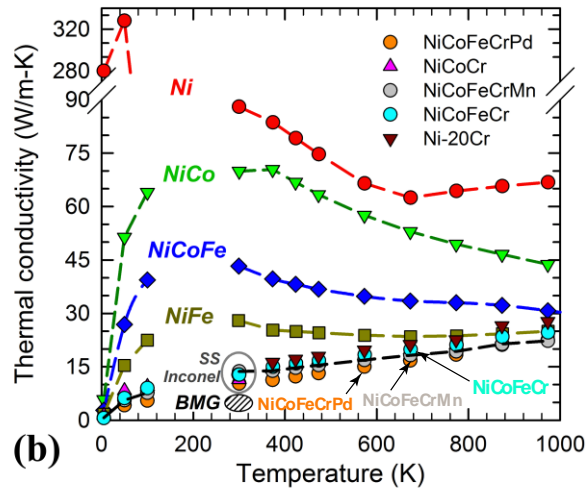 320
280
90
75
60
45
30
15
0
Thermal conductivity (W/m-K)
NiCoFeCrPd
NiCoCr
NiCoFeCrMn
NiCoFeCr
Ni-20Cr
Ni
NiCo
NiCoFe
NiFe
SS
Inconel
BMG
NiCoFeCrPd
NiCoFeCrMn
NiCoFeCr
0 200 400 600 800 1000
(b)
Temperature (K)